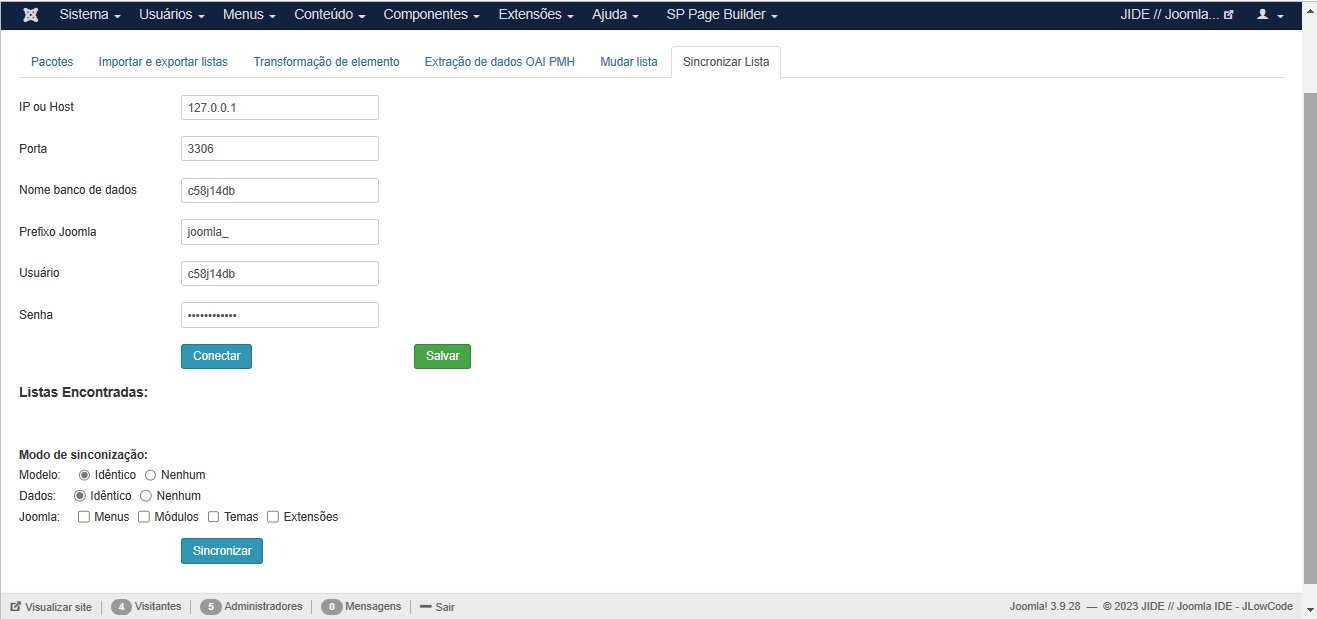 Sistema Usuários Menus Conteúdo Componentes Extensões Ajuda SP Page Builder JIDE // Joomla...
Pacotes Importar e exportar listas Transformação de elemento Extração de dados OAI PMH Mudar lista Sincronizar Lista
IP ou Host 127.0.0.1
Porta 3306
Nome banco de dados c58j14db
Prefixo Joomla joomla_
Usuário c58j14db
Senha ••••••••••••
Conectar Salvar
Listas Encontradas:
Modo de sinconização:
Modelo: Idêntico Nenhum
Dados: Idêntico Nenhum
Joomla: Menus Módulos Temas Extensões
Sincronizar
Visualizar site 4 Visitantes 5 Administradores 0 Mensagens Sair Joomla! 3.9.28 — © 2023 JIDE // Joomla IDE - JLowCode